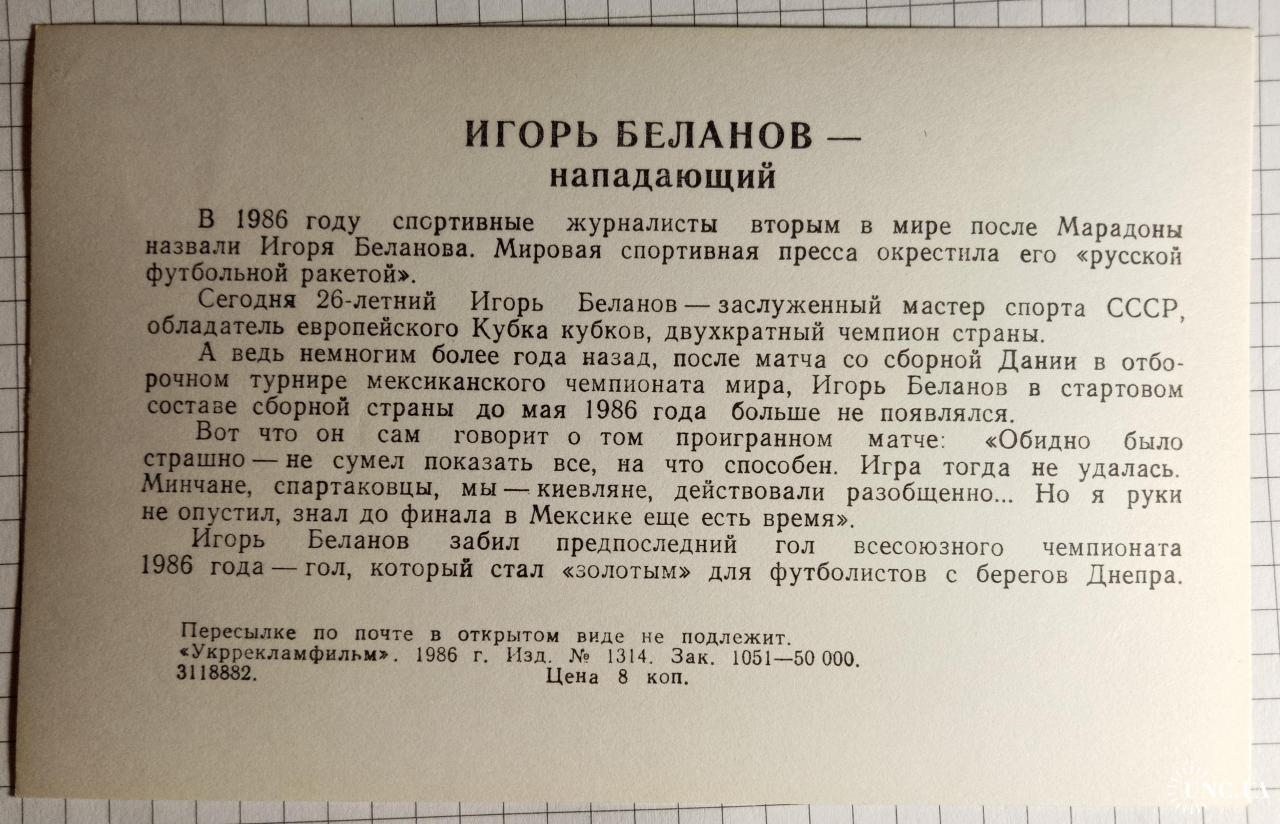 ИГОРЬ БЕЛАНОВ —
нападающий
В 1986 году спортивные журналисты вторым в мире после Марадоны
назвали Игоря Беланова. Мировая спортивная пресса окрестила его «русской
футбольной ракетой».
Сегодня 26-летний Игорь Беланов — заслуженный мастер спорта СССР,
обладатель европейского Кубка кубков, двухкратный чемпион страны.
А ведь немногим более года назад, после матча со сборной Дании в отбо-
рочном турнире мексиканского чемпионата мира, Игорь Беланов в стартовом
составе сборной страны до мая 1986 года больше не появлялся.
Вот что он сам говорит о том проигранном матче: «Обидно было
страшно — не сумел показать все, на что способен. Игра тогда не удалась.
Минчане, спартаковцы, мы — киевляне, действовали разобщенно... Но я руки
не опустил, знал до финала в Мексике еще есть время».
Игорь Беланов забил предпоследний гол всесоюзного чемпионата
1986 года — гол, который стал «золотым» для футболистов с берегов Днепра.
Пересылке по почте в открытом виде не подлежит.
«Укррекламфильм». 1986 г. Изд. № 1314. Зак. 1051—50 000.
3118882. Цена 8 коп.
UNC.UA